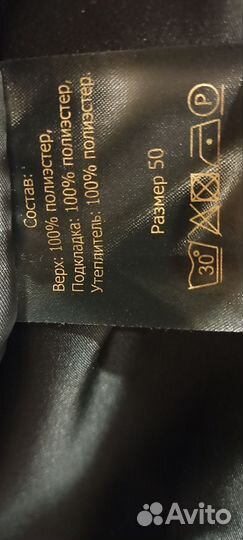 Состав:
Верх: 100% полиэстер,
Подкладка: 100% полиэстер,
Утеплитель: 100% полиэстер.
Размер 50
30°
P
Avito